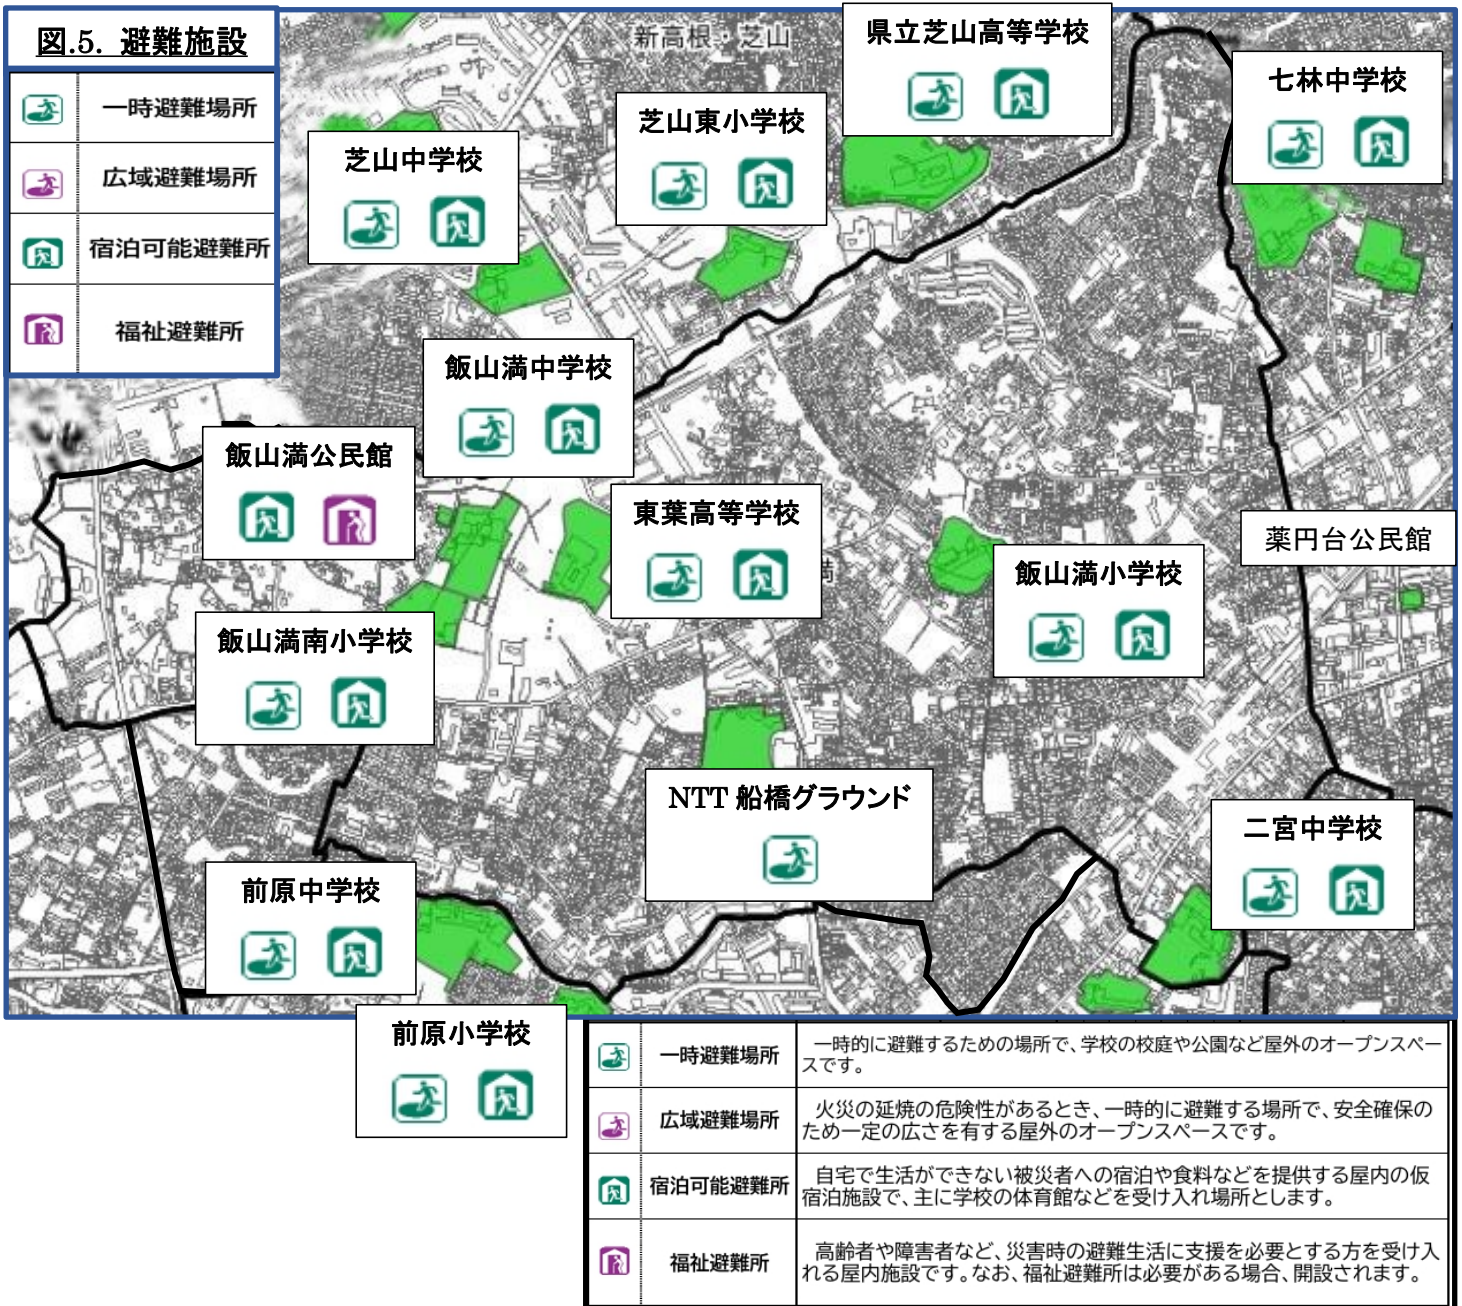 図.5. 避難施設
一時避難場所
広域避難場所
宿泊可能避難所
福祉避難所
新高根・芝山
県立芝山高等学校
七林中学校
芝山東小学校
芝山中学校
飯山満中学校
飯山満公民館
東葉高等学校
満
薬円台公民館
飯山満小学校
飯山満南小学校
NTT 船橋グラウンド
二宮中学校
前原中学校
前原小学校
一時避難場所
一時的に避難するための場所で、学校の校庭や公園など屋外のオープンスペー
スです。
広域避難場所
火災の延焼の危険性があるとき、一時的に避難する場所で、安全確保の
ため一定の広さを有する屋外のオープンスペースです。
宿泊可能避難所
自宅で生活ができない被災者への宿泊や食料などを提供する屋内の仮
宿泊施設で、主に学校の体育館などを受け入れ場所とします。
福祉避難所
高齢者や障害者など、災害時の避難生活に支援を必要とする方を受け入
れる屋内施設です。なお、福祉避難所は必要がある場合、開設されます。